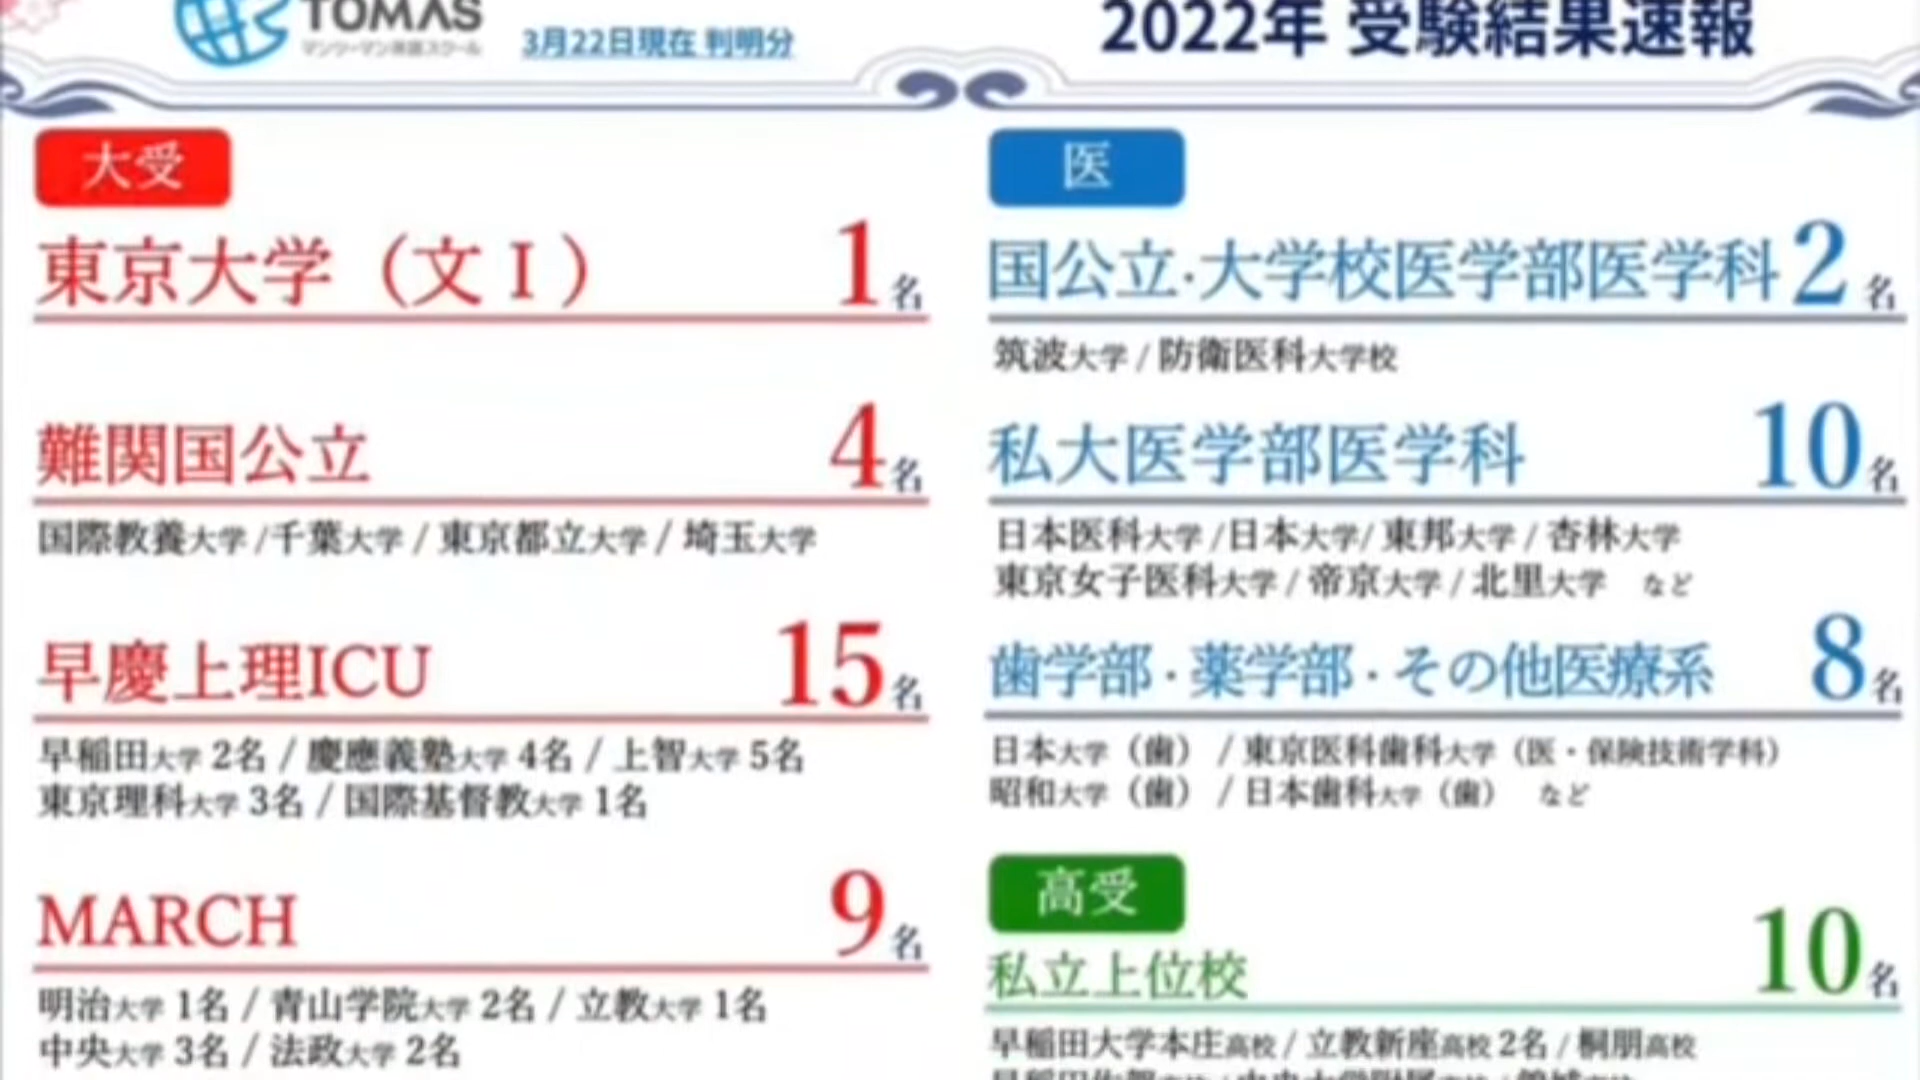 TOMAS
マンツーマン英語スクール
3月22日現在 判明分
2022年 受験結果速報
大受
東京大学（文Ⅰ） 1名
難関国公立 4名
国際教養大学 / 千葉大学 / 東京都立大学 / 埼玉大学
早慶上理ICU 15名
早稲田大学 2名 / 慶應義塾大学 4名 / 上智大学 5名
東京理科大学 3名 / 国際基督教大学 1名
MARCH 9名
明治大学 1名 / 青山学院大学 2名 / 立教大学 1名
中央大学 3名 / 法政大学 2名
医
国公立·大学校医学部医学科 2名
筑波大学 / 防衛医科大学校
私大医学部医学科 10名
日本医科大学 / 日本大学 / 東邦大学 / 杏林大学
東京女子医科大学 / 帝京大学 / 北里大学 など
歯学部·薬学部·その他医療系 8名
日本大学（歯） / 東京医科歯科大学（医・保険技術学科）
昭和大学（歯） / 日本歯科大学（歯） など
高受
私立上位校 10名
早稲田大学本庄高校 / 立教新座高校 2名 / 桐朋高校